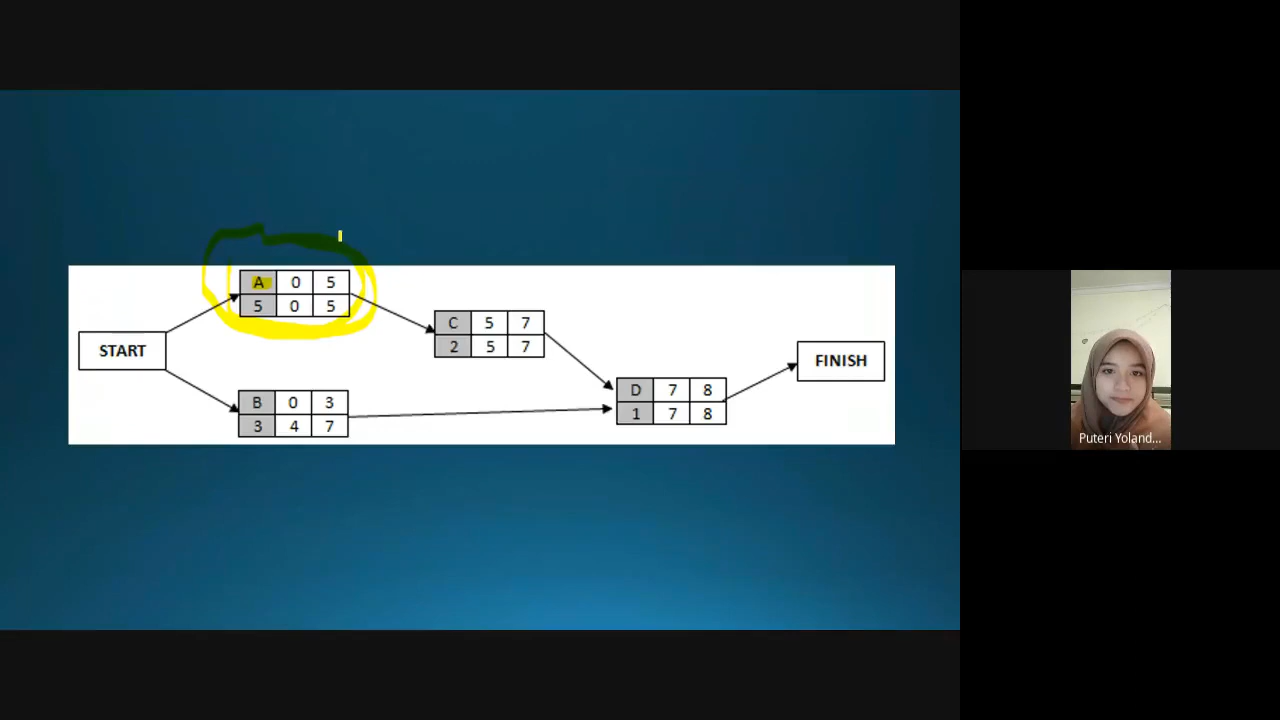 A 0 5
5 0 5
START
B 0 3
3 4 7
C 5 7
2 5 7
D 7 8
1 7 8
FINISH
Puteri Yoland...